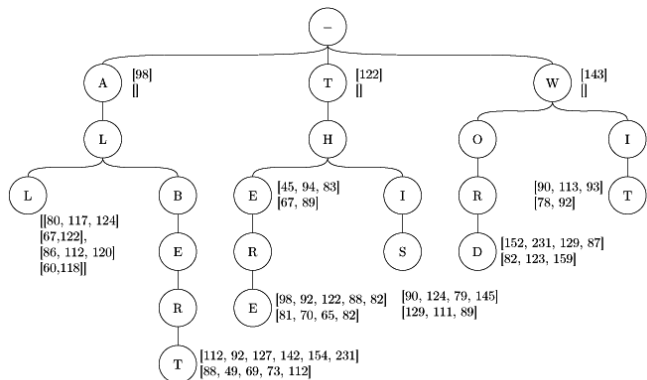 –
A [98] T [122] W [143]
[] [] []
L H O I
L B E [45, 94, 83] I R [90, 113, 93] T
[67, 89] [78, 92]
[[80, 117, 124]
[67,122],
[86, 112, 120]
[60,118]]
E R S D [152, 231, 129, 87]
[82, 123, 159]
R E [98, 92, 122, 88, 82] [90, 124, 79, 145]
[81, 70, 65, 82] [129, 111, 89]
T [112, 92, 127, 142, 154, 231]
[88, 49, 69, 73, 112]